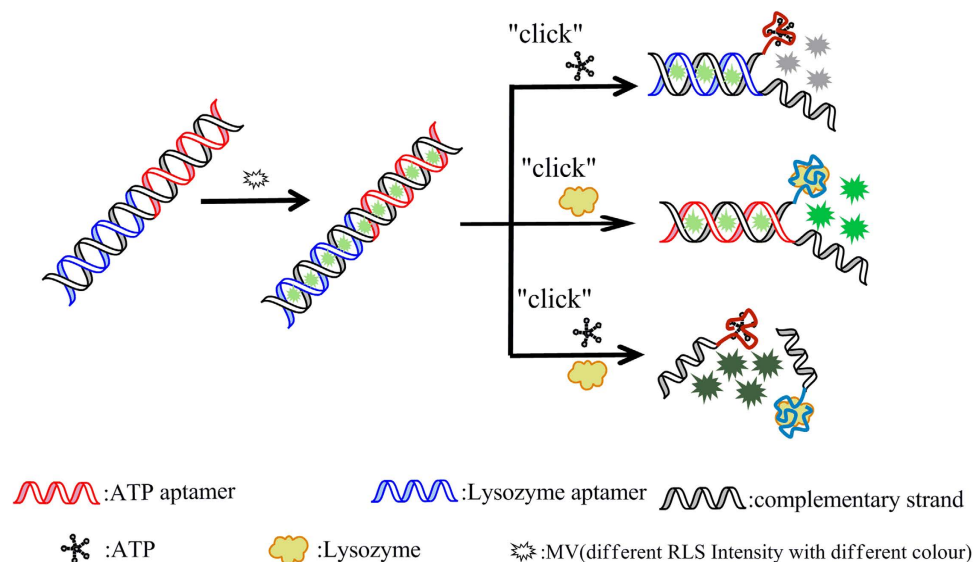 "click"
"click"
"click"
:ATP aptamer
:Lysozyme aptamer
:complementary strand
:ATP
:Lysozyme
:MV(different RLS Intensity with different colour)